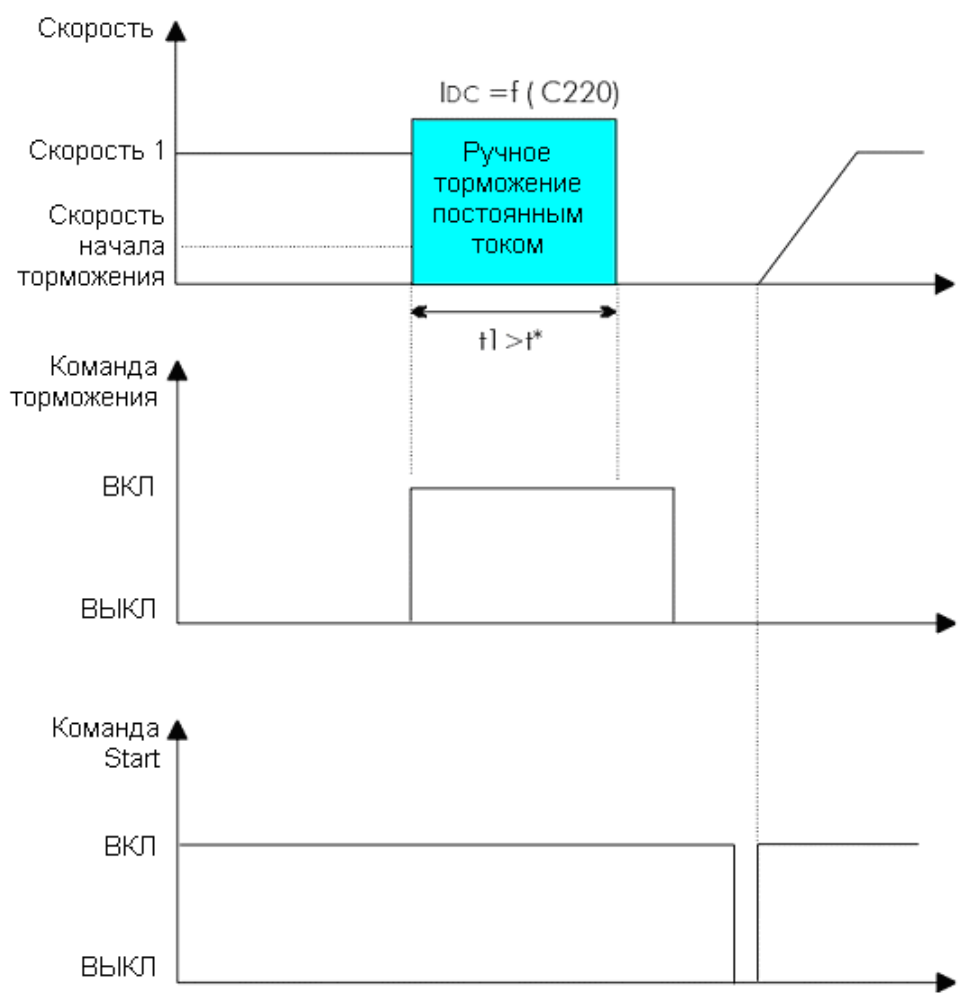 Скорость
IDC =f ( C220)
Скорость 1
Ручное
торможение
постоянным
током
Скорость
начала
торможения
t1 >t*
Команда
торможения
ВКЛ
ВЫКЛ
Команда
Start
ВКЛ
ВЫКЛ